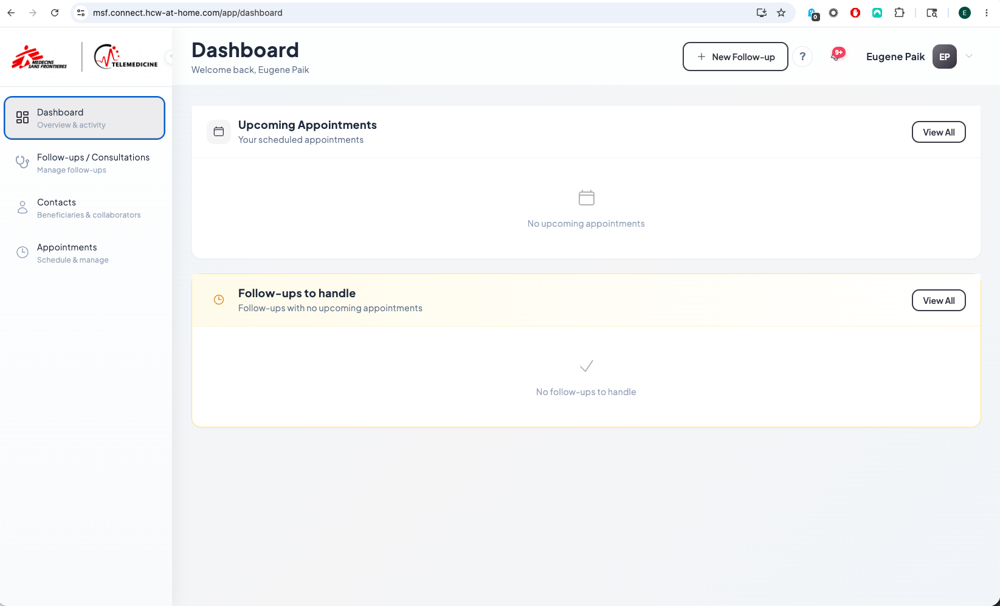 msf.connect.hcw-at-home.com/app/dashboard
0
E
MEDECINS
SANS FRONTIERES
TELEMEDICINE
Dashboard
Welcome back, Eugene Paik
New Follow-up
?
9+
Eugene Paik
EP
Dashboard
Overview & activity
Follow-ups / Consultations
Manage follow-ups
Contacts
Beneficiaries & collaborators
Appointments
Schedule & manage
Upcoming Appointments
Your scheduled appointments
View All
No upcoming appointments
Follow-ups to handle
Follow-ups with no upcoming appointments
View All
No follow-ups to handle